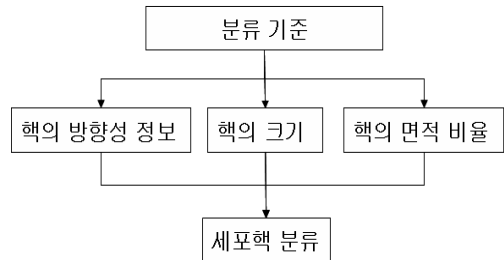 분류 기준
핵의 방향성 정보
핵의 크기
핵의 면적 비율
세포핵 분류